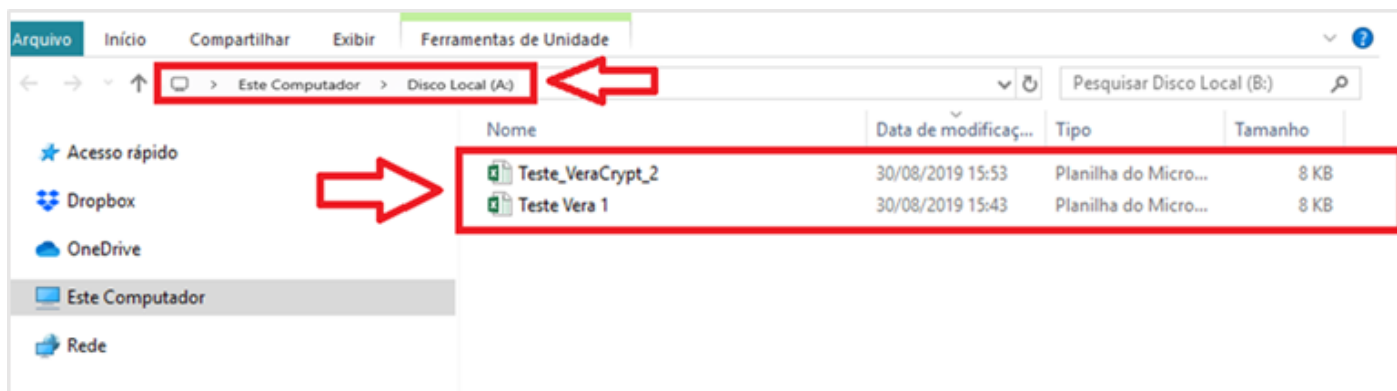 Arquivo Início Compartilhar Exibir Ferramentas de Unidade
> Este Computador > Disco Local (A:) Pesquisar Disco Local (B:)
Nome Data de modificaç... Tipo Tamanho
Acesso rápido
Teste_VeraCrypt_2 30/08/2019 15:53 Planilha do Micro... 8 KB
Dropbox
Teste Vera 1 30/08/2019 15:43 Planilha do Micro... 8 KB
OneDrive
Este Computador
Rede